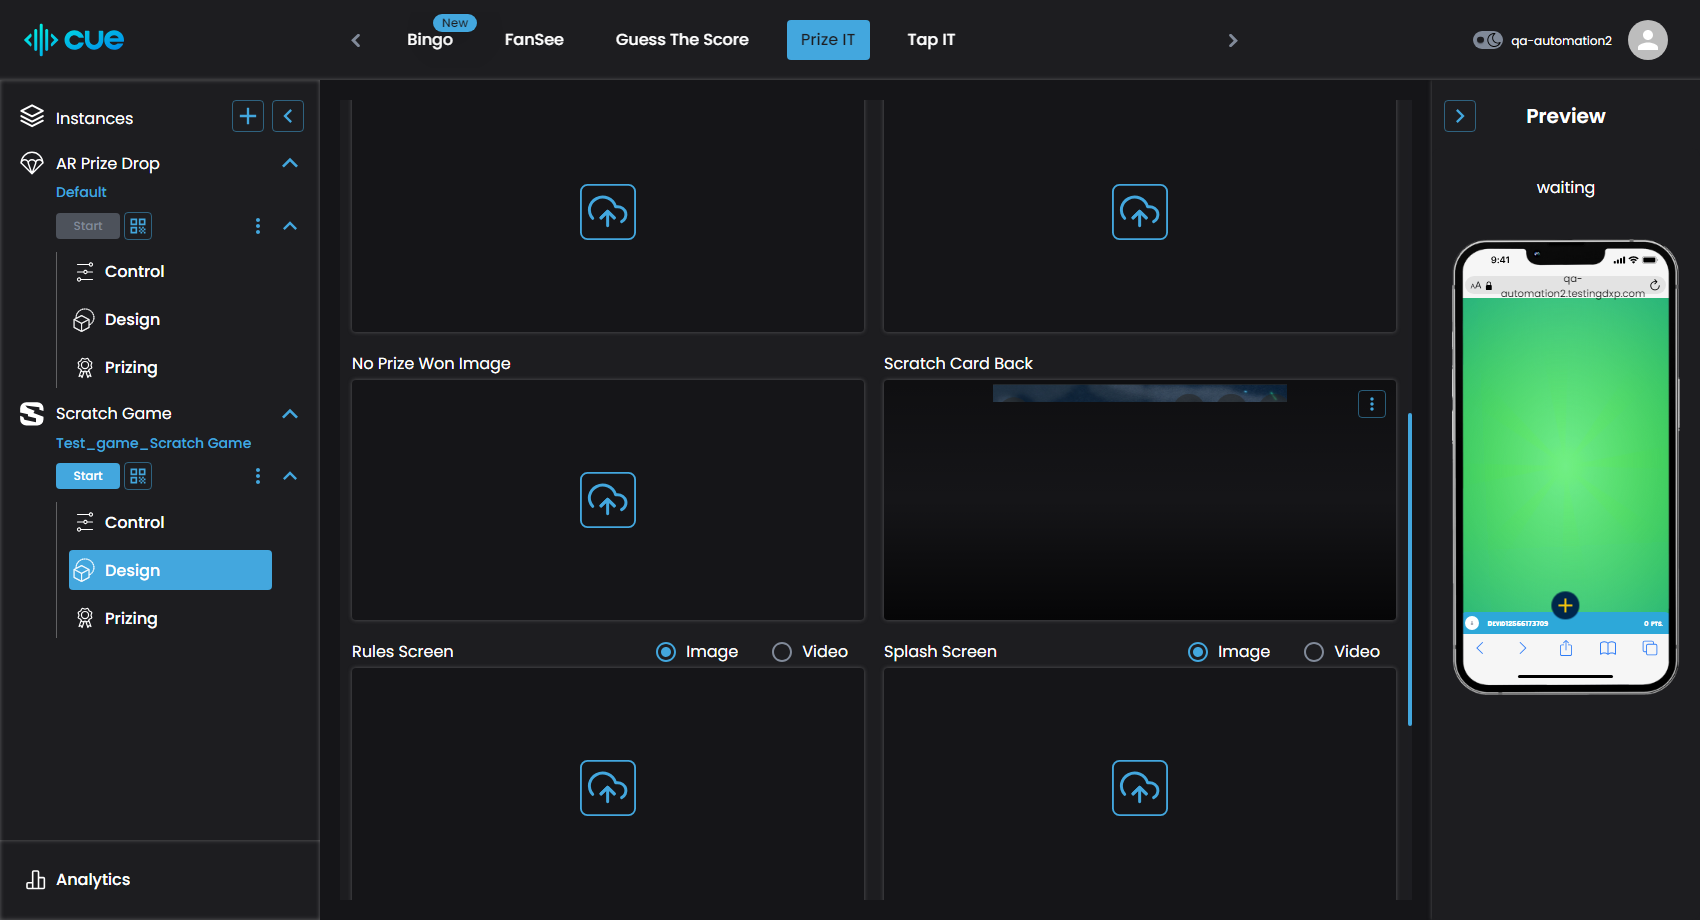 cue
New
Bingo
FanSee
Guess The Score
Prize IT
Tap IT
qa-automation2
Instances
AR Prize Drop
Default
Start
Control
Design
Prizing
Scratch Game
Test_game_Scratch Game
Start
Control
Design
Prizing
Analytics
No Prize Won Image
Scratch Card Back
Rules Screen
Image
Video
Splash Screen
Image
Video
Preview
waiting
9:41
AA
qa-
automation2.testingdxp.com
0 PTS.